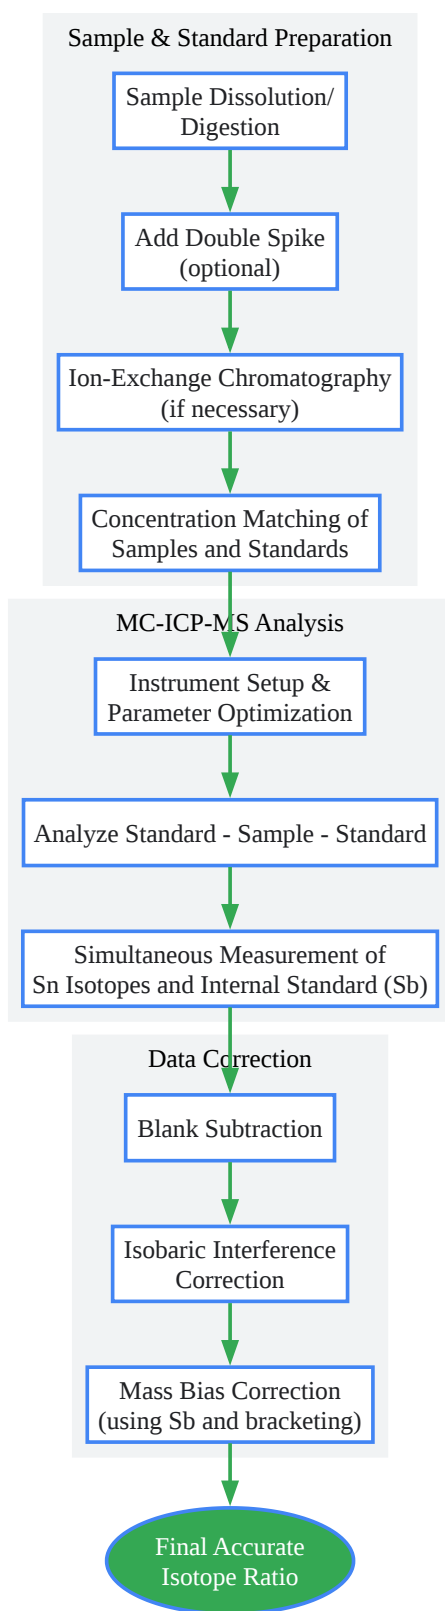 Sample & Standard Preparation
Sample Dissolution/
Digestion
Add Double Spike
(optional)
Ion-Exchange Chromatography
(if necessary)
Concentration Matching of
Samples and Standards
MC-ICP-MS Analysis
Instrument Setup &
Parameter Optimization
Analyze Standard - Sample - Standard
Simultaneous Measurement of
Sn Isotopes and Internal Standard (Sb)
Data Correction
Blank Subtraction
Isobaric Interference
Correction
Mass Bias Correction
(using Sb and bracketing)
Final Accurate
Isotope Ratio